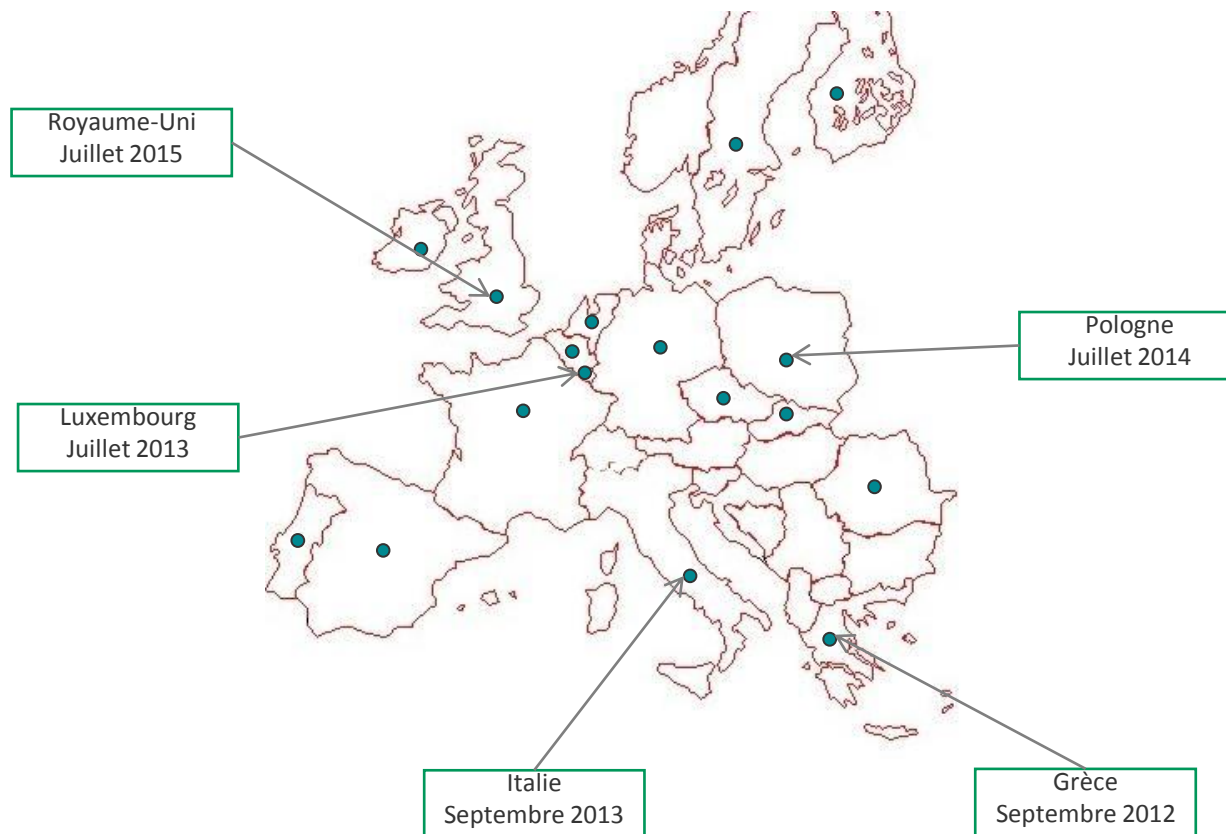 Royaume-Uni
Juillet 2015
Pologne
Juillet 2014
Luxembourg
Juillet 2013
Italie
Septembre 2013
Grèce
Septembre 2012